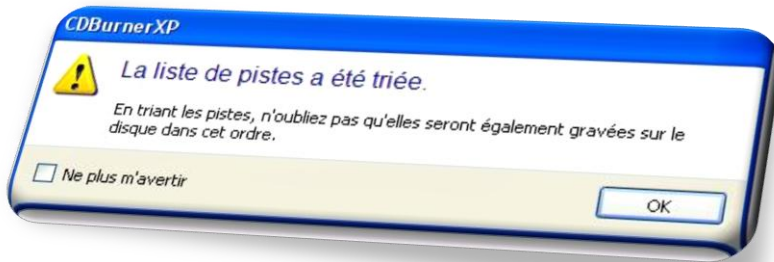 CDBurnerXP
La liste de pistes a été triée.
En triant les pistes, n'oubliez pas qu'elles seront également gravées sur le
disque dans cet ordre.
Ne plus m'avertir
OK